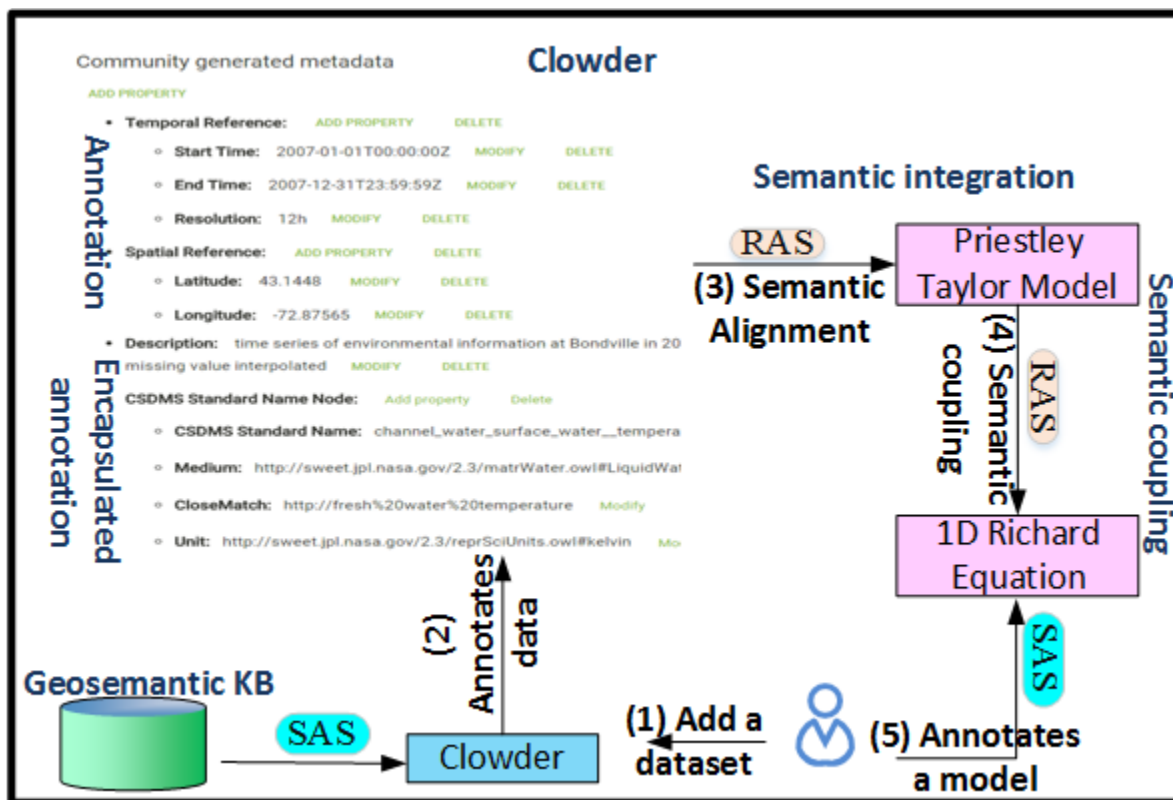 Clowder
Community generated metadata
ADD PROPERTY
Annotation
• Temporal Reference: ADD PROPERTY DELETE
○ Start Time: 2007-01-01T00:00:00Z MODIFY DELETE
○ End Time: 2007-12-31T23:59:59Z MODIFY DELETE
○ Resolution: 12h MODIFY DELETE
• Spatial Reference: ADD PROPERTY DELETE
○ Latitude: 43.1448 MODIFY DELETE
○ Longitude: -72.87565 MODIFY DELETE
• Description: time series of environmental information at Bondville in 20
missing value interpolated MODIFY DELETE
Encapsulated
annotation
CSDMS Standard Name Node: Add property Delete
○ CSDMS Standard Name: channel_water_surface_water__tempera
○ Medium: http://sweet.jpl.nasa.gov/2.3/matrWater.owl#LiquidWat
○ CloseMatch: http://fresh%20water%20temperature Modify
○ Unit: http://sweet.jpl.nasa.gov/2.3/reprSciUnits.owl#kelvin Mo
Semantic integration
RAS
(3) Semantic
Alignment
Priestley
Taylor Model
(4) Semantic
coupling
RAS
Semantic coupling
1D Richard
Equation
SAS
(2)
Annotates
data
Geosemantic KB
SAS
Clowder
(1) Add a
dataset
(5) Annotates
a model